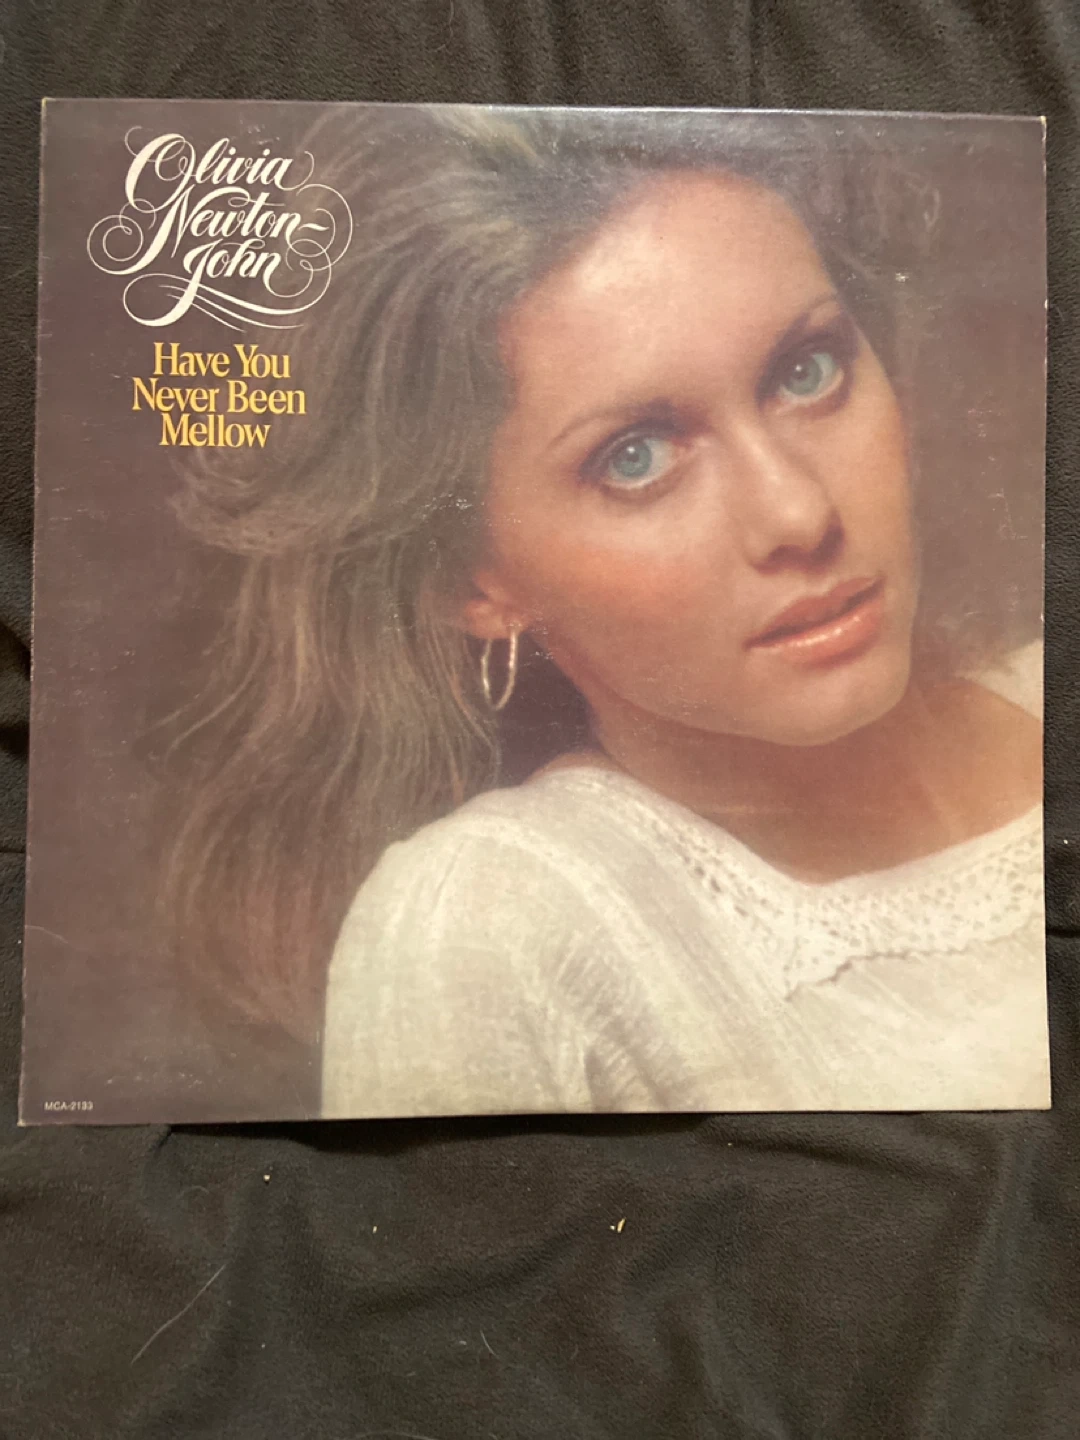 Olivia
Newton-
John
Have You
Never Been
Mellow
MCA-2133